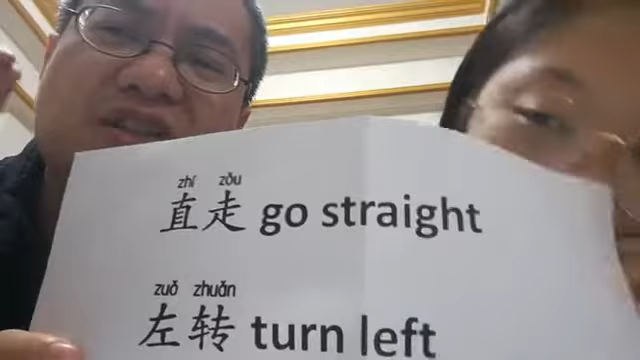 zhí zǒu
直走 go straight
zuǒ zhuǎn
左转 turn left